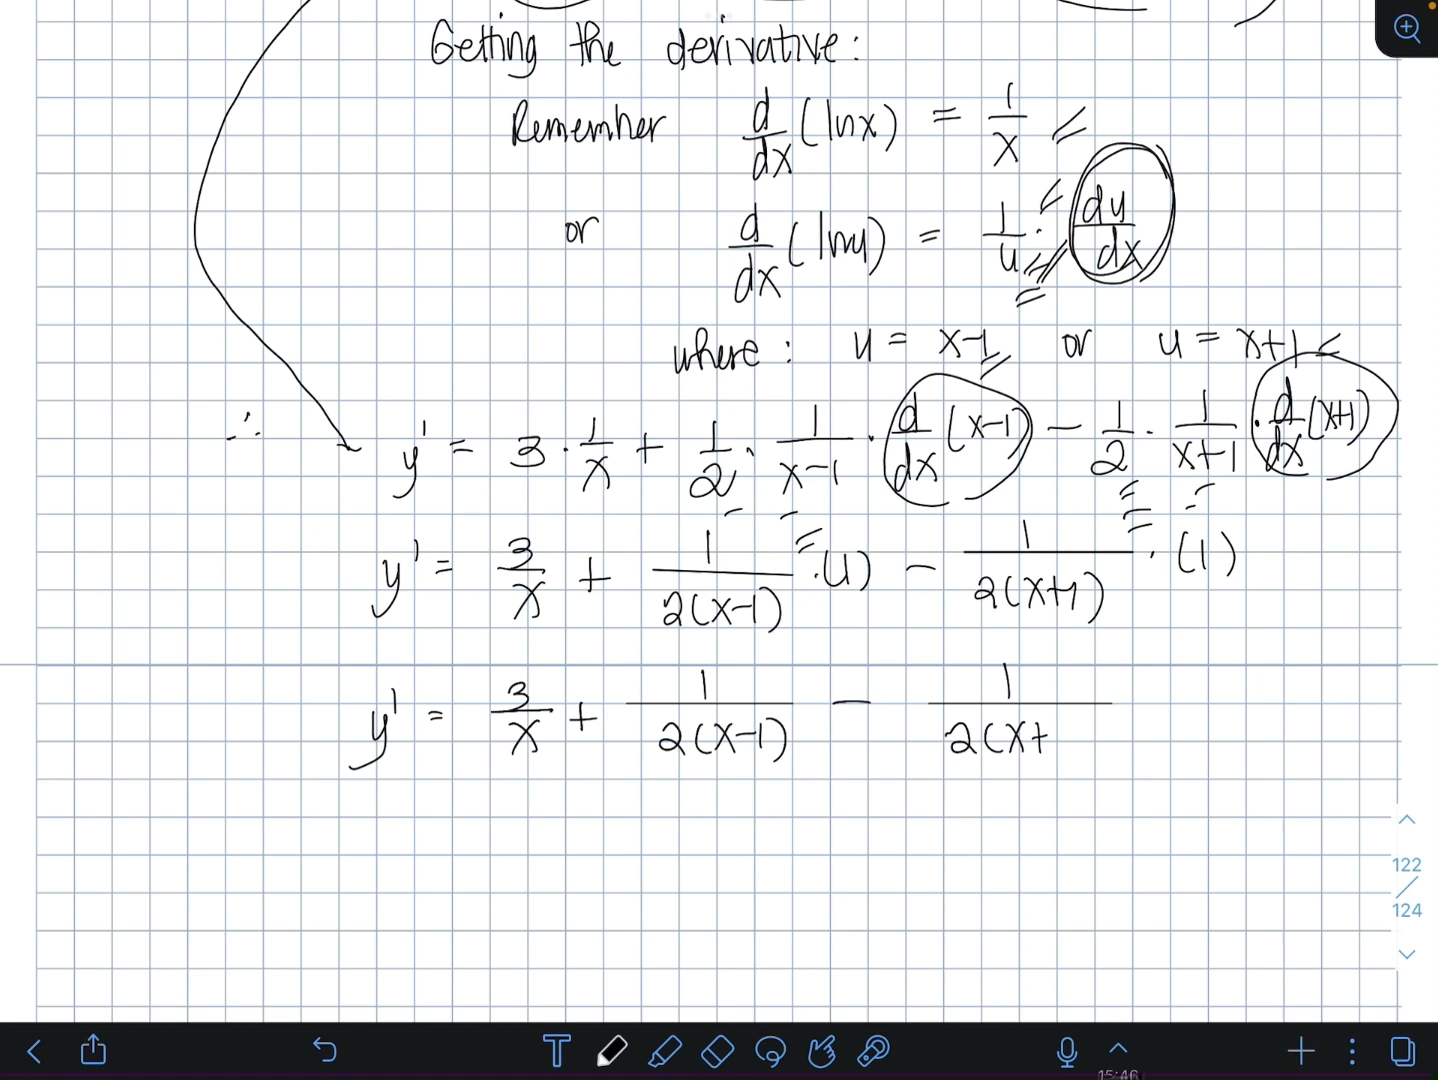 Getting the derivative:
Remember d/dx (lnx) = 1/x
or d/dx (lnu) = 1/u · du/dx
where: u = x-1 or u = x+1
∴ y' = 3 · 1/x + 1/2 · 1/x-1 · d/dx (x-1) - 1/2 · 1/x+1 · d/dx (x+1)
y' = 3/x + 1/2(x-1) · (1) - 1/2(x+1) · (1)
y' = 3/x + 1/2(x-1) - 1/2(x+
122
124
T
15:46